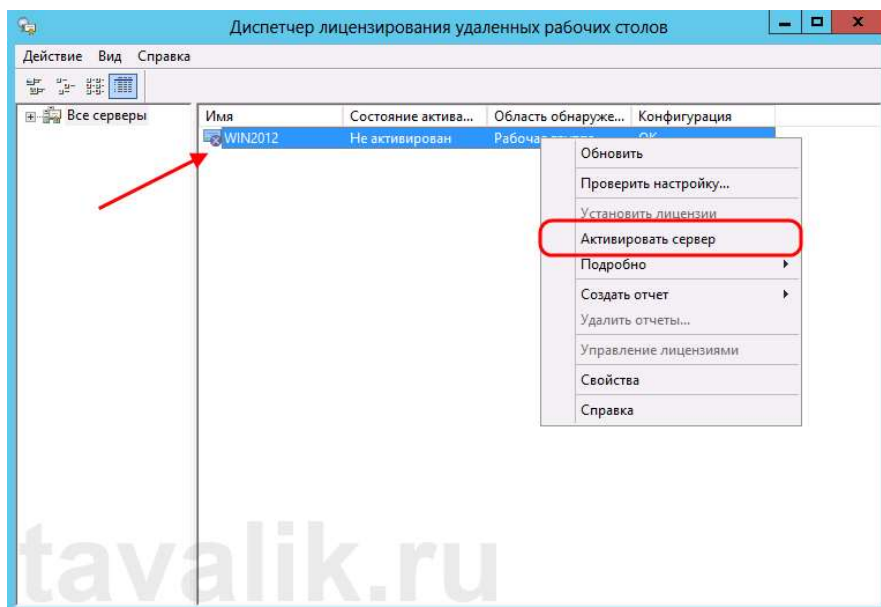 Диспетчер лицензирования удаленных рабочих столов
Действие Вид Справка
Все серверы
Имя Состояние актива... Область обнаруже... Конфигурация
WIN2012 Не активирован Рабочая группа OK
Обновить
Проверить настройку...
Установить лицензии
Активировать сервер
Подробно
Создать отчет
Удалить отчеты...
Управление лицензиями
Свойства
Справка
tavalik.ru